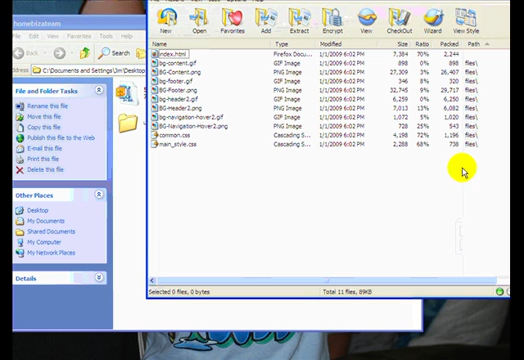 homebizateam
File Edit View Favorites Tools
Back Search
Address C:\Documents and Settings\Jim\Desktop
File and Folder Tasks
Rename this file
Move this file
Copy this file
Publish this file to the Web
E-mail this file
Print this file
Delete this file
Other Places
Desktop
My Documents
Shared Documents
My Computer
My Network Places
Details
New Open Favorites Add Extract Encrypt View CheckOut Wizard View Style
Name Type Modified Size Ratio Packed Path
index.html Firefox Docu... 1/1/2009 6:02 PM 7,384 70% 2,244
bg-content.gif GIF Image 1/1/2009 6:02 PM 898 0% 898 files\
BG-Content.png PNG Image 1/1/2009 6:02 PM 27,309 3% 26,407 files\
bg-footer.gif GIF Image 1/1/2009 6:02 PM 346 8% 320 files\
BG-Footer.png PNG Image 1/1/2009 6:02 PM 32,745 9% 29,717 files\
bg-header2.gif GIF Image 1/1/2009 6:02 PM 6,259 0% 6,250 files\
BG-Header2.png PNG Image 1/1/2009 6:02 PM 7,013 13% 6,082 files\
bg-navigation-hover2.gif GIF Image 1/1/2009 6:02 PM 1,072 5% 1,020 files\
BG-Navigation-Hover2.png PNG Image 1/1/2009 6:02 PM 728 25% 543 files\
common.css Cascading S... 1/1/2009 6:02 PM 4,198 72% 1,196 files\
main_style.css Cascading S... 1/1/2009 6:02 PM 2,288 68% 738 files\
Selected 0 files, 0 bytes Total 11 files, 89KB